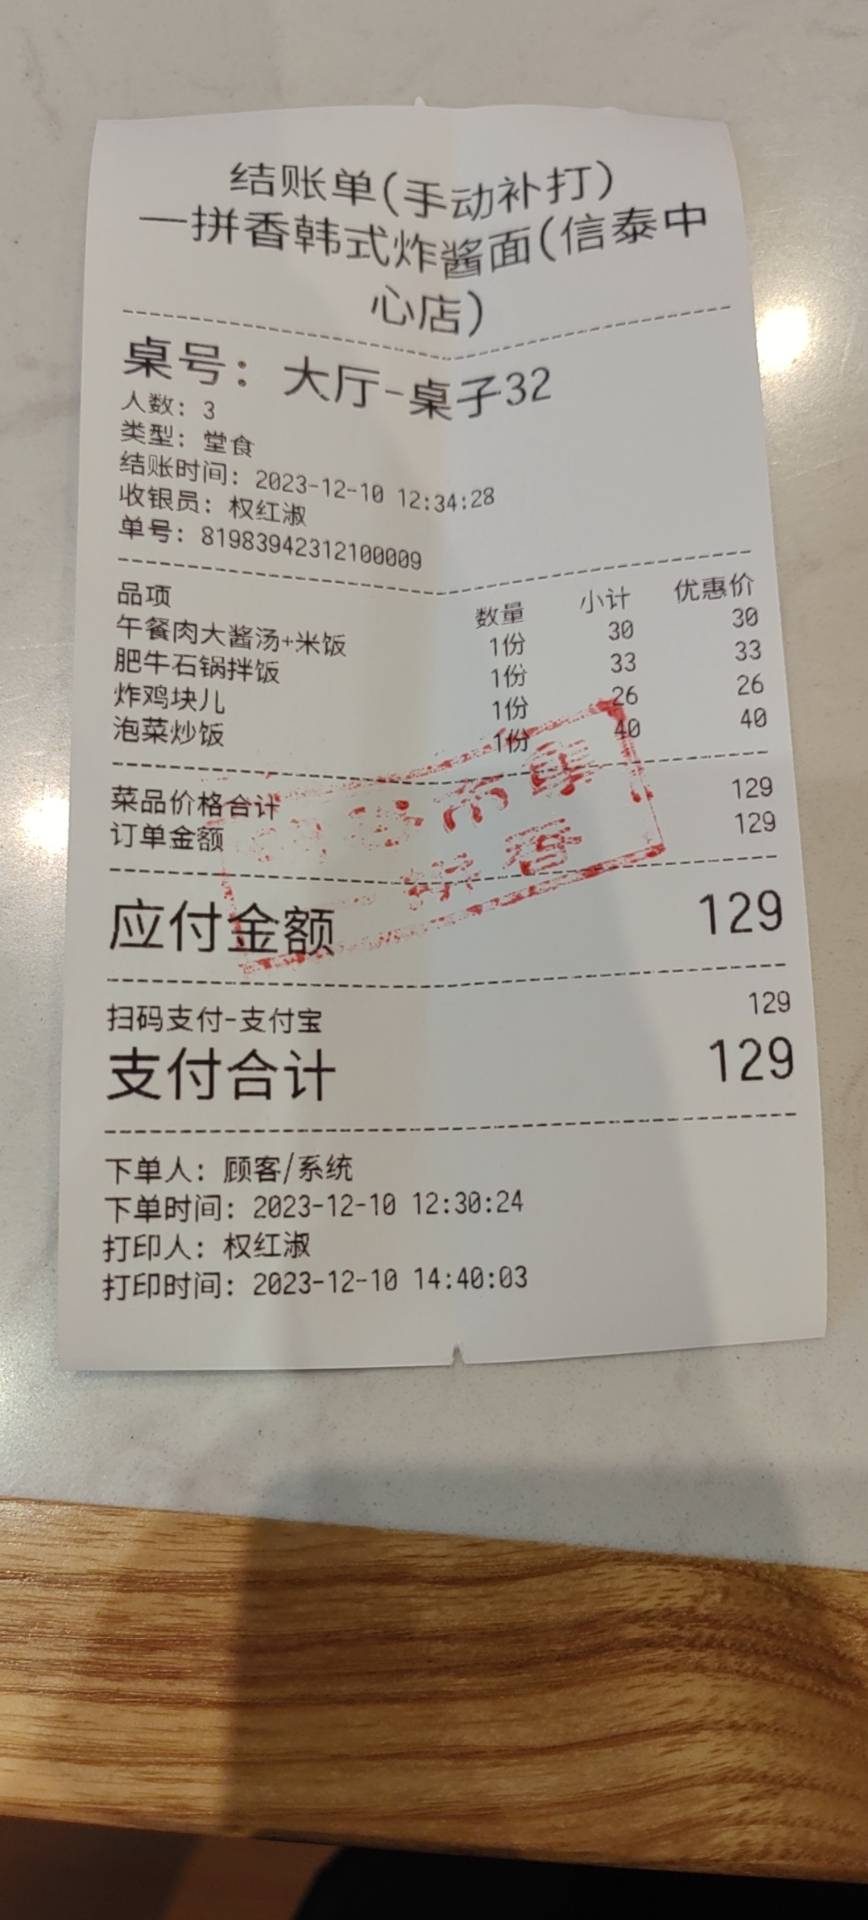 结账单(手动补打)
一拼香韩式炸酱面(信泰中
心店)
桌号：大厅-桌子32
人数：3
类型：堂食
结账时间：2023-12-10 12:34:28
收银员：权红淑
单号：81983942312100009
品项 数量 小计 优惠价
午餐肉大酱汤+米饭 1份 30 30
肥牛石锅拌饭 1份 33 33
炸鸡块儿 1份 26 26
泡菜炒饭 1份 40 40
菜品价格合计 129
订单金额 129
应付金额 129
扫码支付-支付宝 129
支付合计 129
下单人：顾客/系统
下单时间：2023-12-10 12:30:24
打印人：权红淑
打印时间：2023-12-10 14:40:03